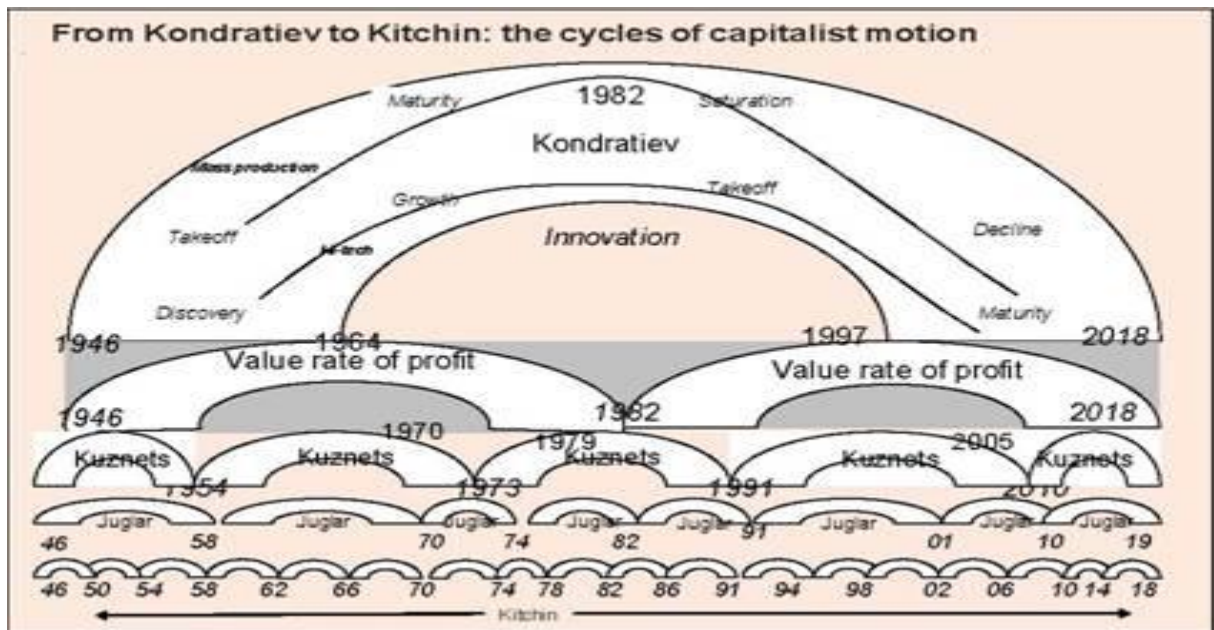 From Kondratiev to Kitchin: the cycles of capitalist motion
Maturity 1982 Saturation
Kondratiev
Mass production
Growth Takeoff
Takeoff Innovation Decline
Hi-tech
Discovery Maturity
1946 1964 1997 2018
Value rate of profit Value rate of profit
1946 1982 2018
1970 1979 2005
Kuznets Kuznets Kuznets Kuznets Kuznets
1954 1973 1991 2010
Juglar Juglar Juglar Juglar Juglar Juglar Juglar Juglar
46 58 70 74 82 91 01 10 19
46 50 54 58 62 66 70 74 78 82 86 91 94 98 02 06 10 14 18
Kitchin